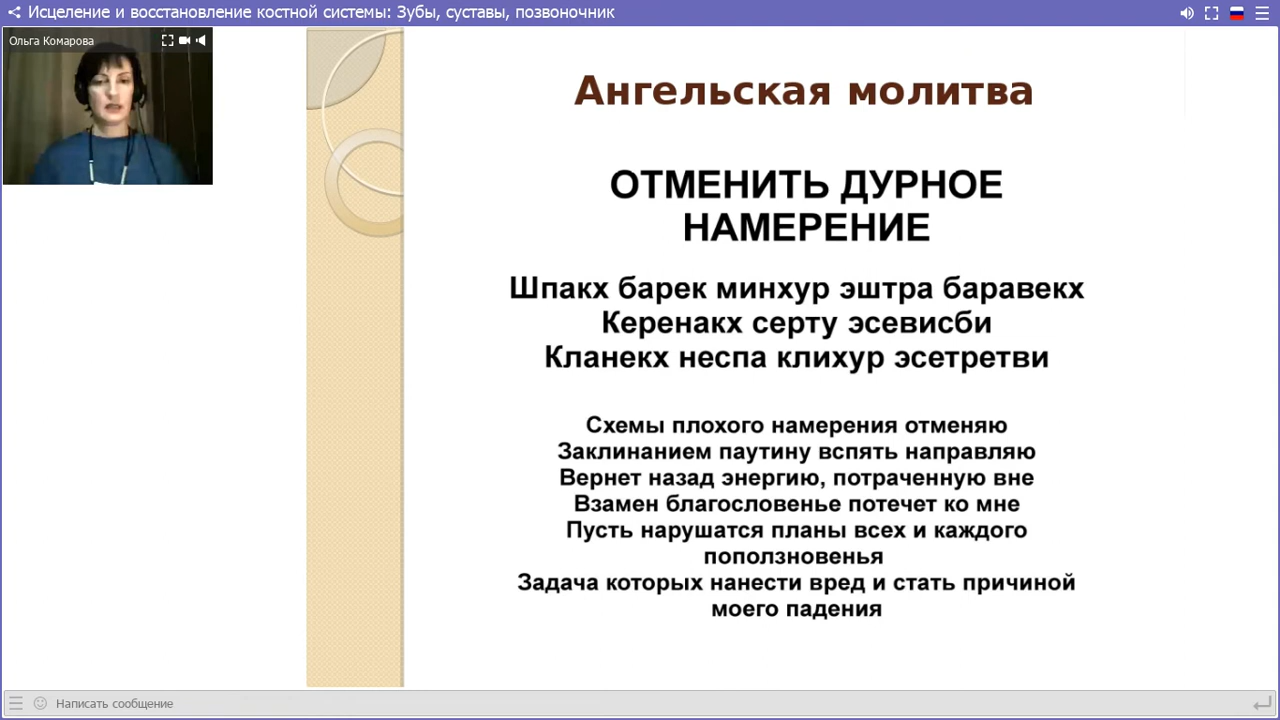 Исцеление и восстановление костной системы: Зубы, суставы, позвоночник
Ольга Комарова
Ангельская молитва
ОТМЕНИТЬ ДУРНОЕ
НАМЕРЕНИЕ
Шпакх барек минхур эштра баравекх
Керенакх серту эсевисби
Кланекх неспа клихур эсетретви
Схемы плохого намерения отменяю
Заклинанием паутину вспять направляю
Вернет назад энергию, потраченную вне
Взамен благословенье потечет ко мне
Пусть нарушатся планы всех и каждого
поползновенья
Задача которых нанести вред и стать причиной
моего падения
Написать сообщение